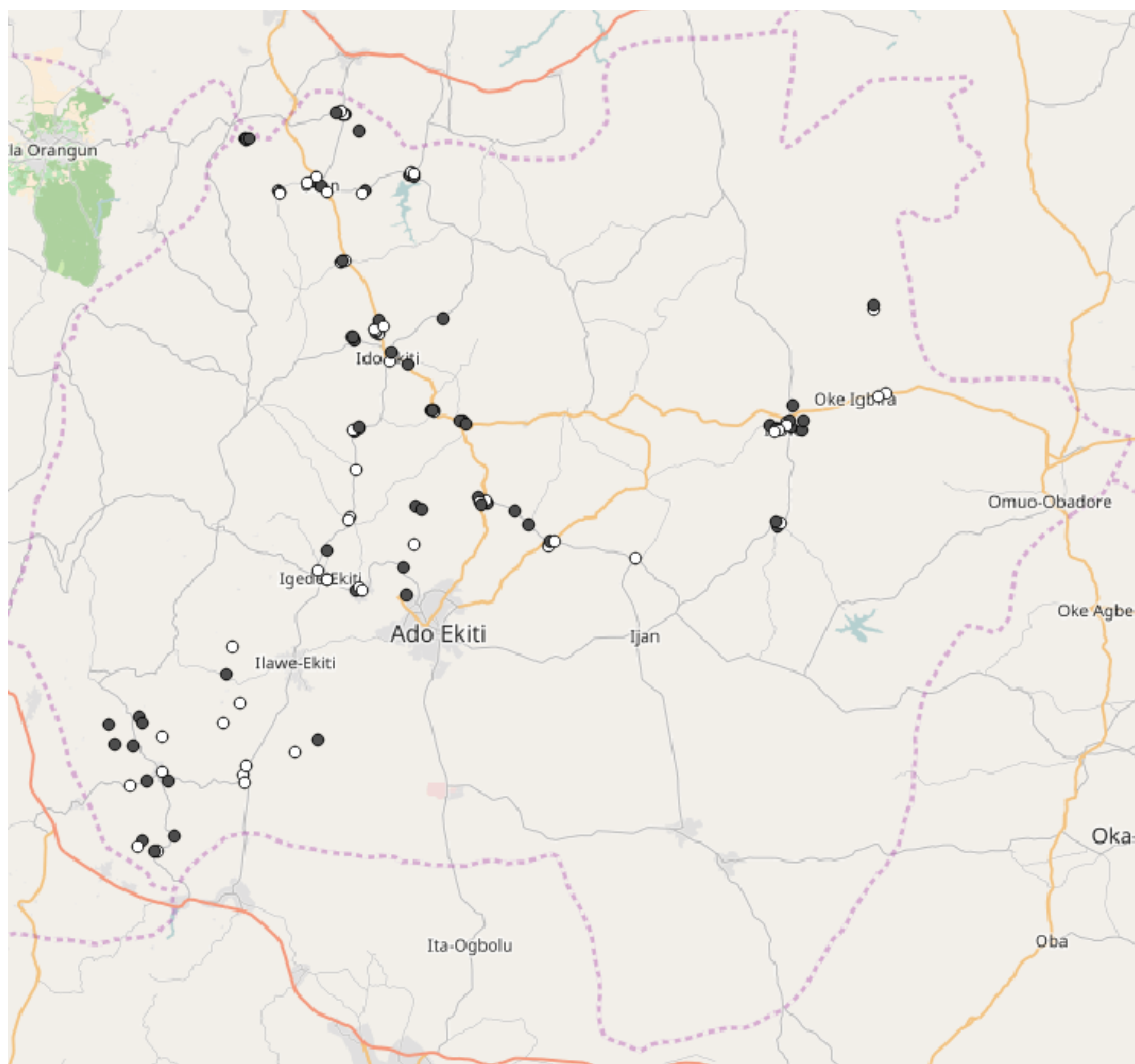 la Orangun
Ido Ekiti
Oke Igbira
Omuo-Obadore
Igede Ekiti
Oke Agbe
Ado Ekiti
Ijan
Ilawe-Ekiti
Oka
Ita-Ogbolu
Oba